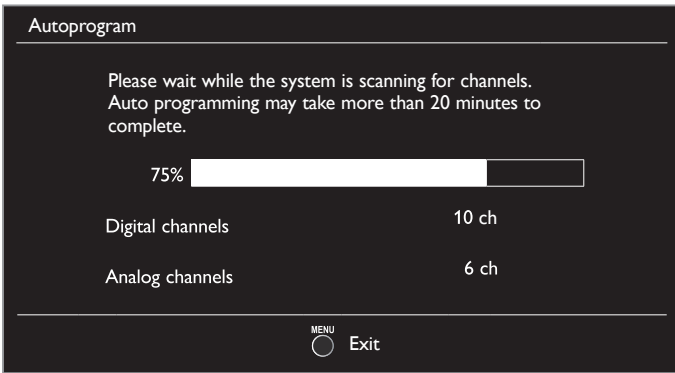 Autoprogram
Please wait while the system is scanning for channels.
Auto programming may take more than 20 minutes to
complete.
75%
Digital channels 10 ch
Analog channels 6 ch
MENU
Exit